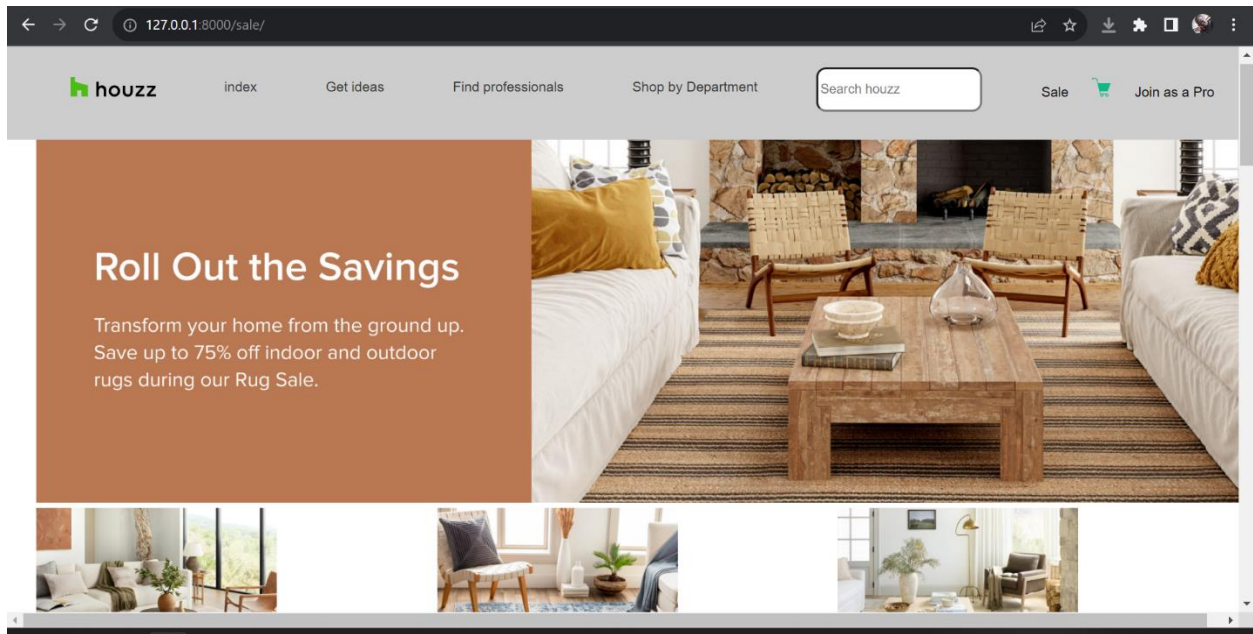 127.0.0.1:8000/sale/
houzz index Get ideas Find professionals Shop by Department Search houzz Sale Join as a Pro
Roll Out the Savings
Transform your home from the ground up.
Save up to 75% off indoor and outdoor
rugs during our Rug Sale.